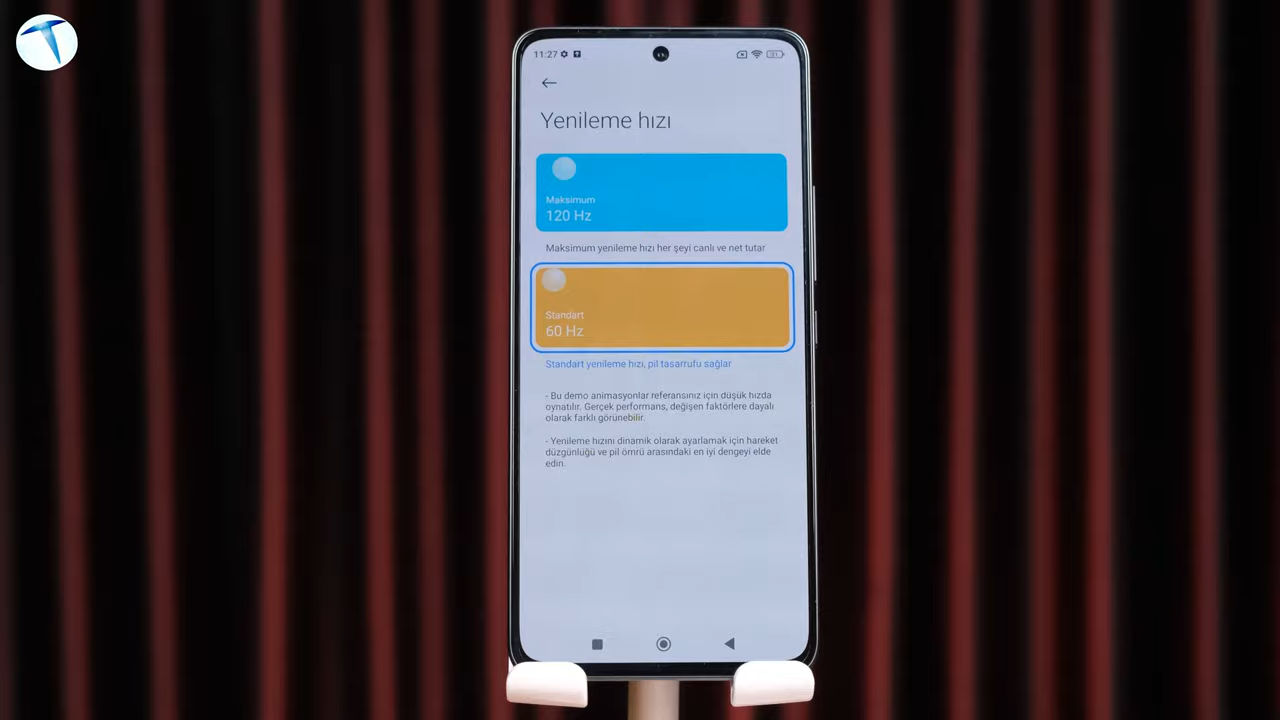 11:27
Yenileme hızı
Maksimum
120 Hz
Maksimum yenileme hızı her şeyi canlı ve net tutar
Standart
60 Hz
Standart yenileme hızı, pil tasarrufu sağlar
- Bu demo animasyonlar referansınız için düşük hızda
oynatılır. Gerçek performans, değişen faktörlere dayalı
olarak farklı görünebilir.
- Yenileme hızını dinamik olarak ayarlamak için hareket
düzgünlüğü ve pil ömrü arasındaki en iyi dengeyi elde
edin.